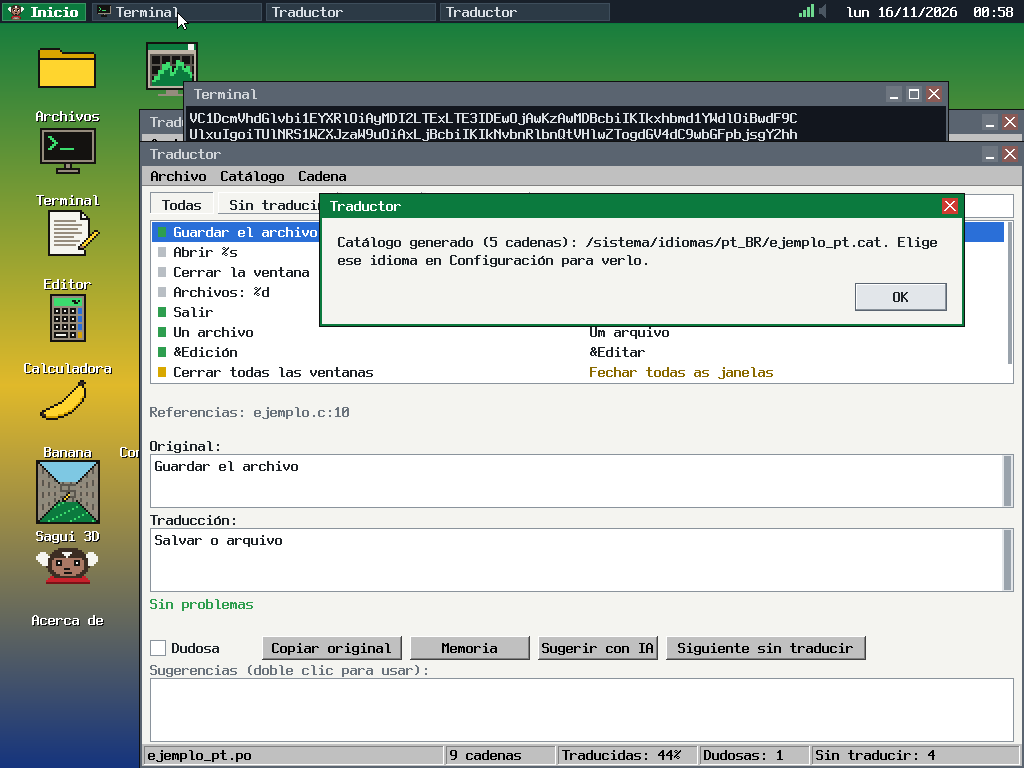 Inicio
Terminal
Traductor
Traductor
lun 16/11/2026 00:58
Archivos
Terminal
Editor
Calculadora
Banana
Sagui 3D
Acerca de
Terminal
Traductor
Archivo Catálogo Cadena
Todas
Traductor
Catálogo generado (5 cadenas): /sistema/idiomas/pt_BR/ejemplo_pt.cat. Elige
ese idioma en Configuración para verlo.
OK
Guardar el archivo
Abrir %s
Cerrar la ventana
Archivos: %d
Salir
Un archivo Um arquivo
&Edición &Editar
Cerrar todas las ventanas Fechar todas as janelas
Referencias: ejemplo.c:10
Original:
Guardar el archivo
Traducción:
Salvar o arquivo
Sin problemas
Dudosa
Copiar original
Memoria
Sugerir con IA
Siguiente sin traducir
Sugerencias (doble clic para usar):
ejemplo_pt.po
9 cadenas
Traducidas: 44%
Dudosas: 1
Sin traducir: 4